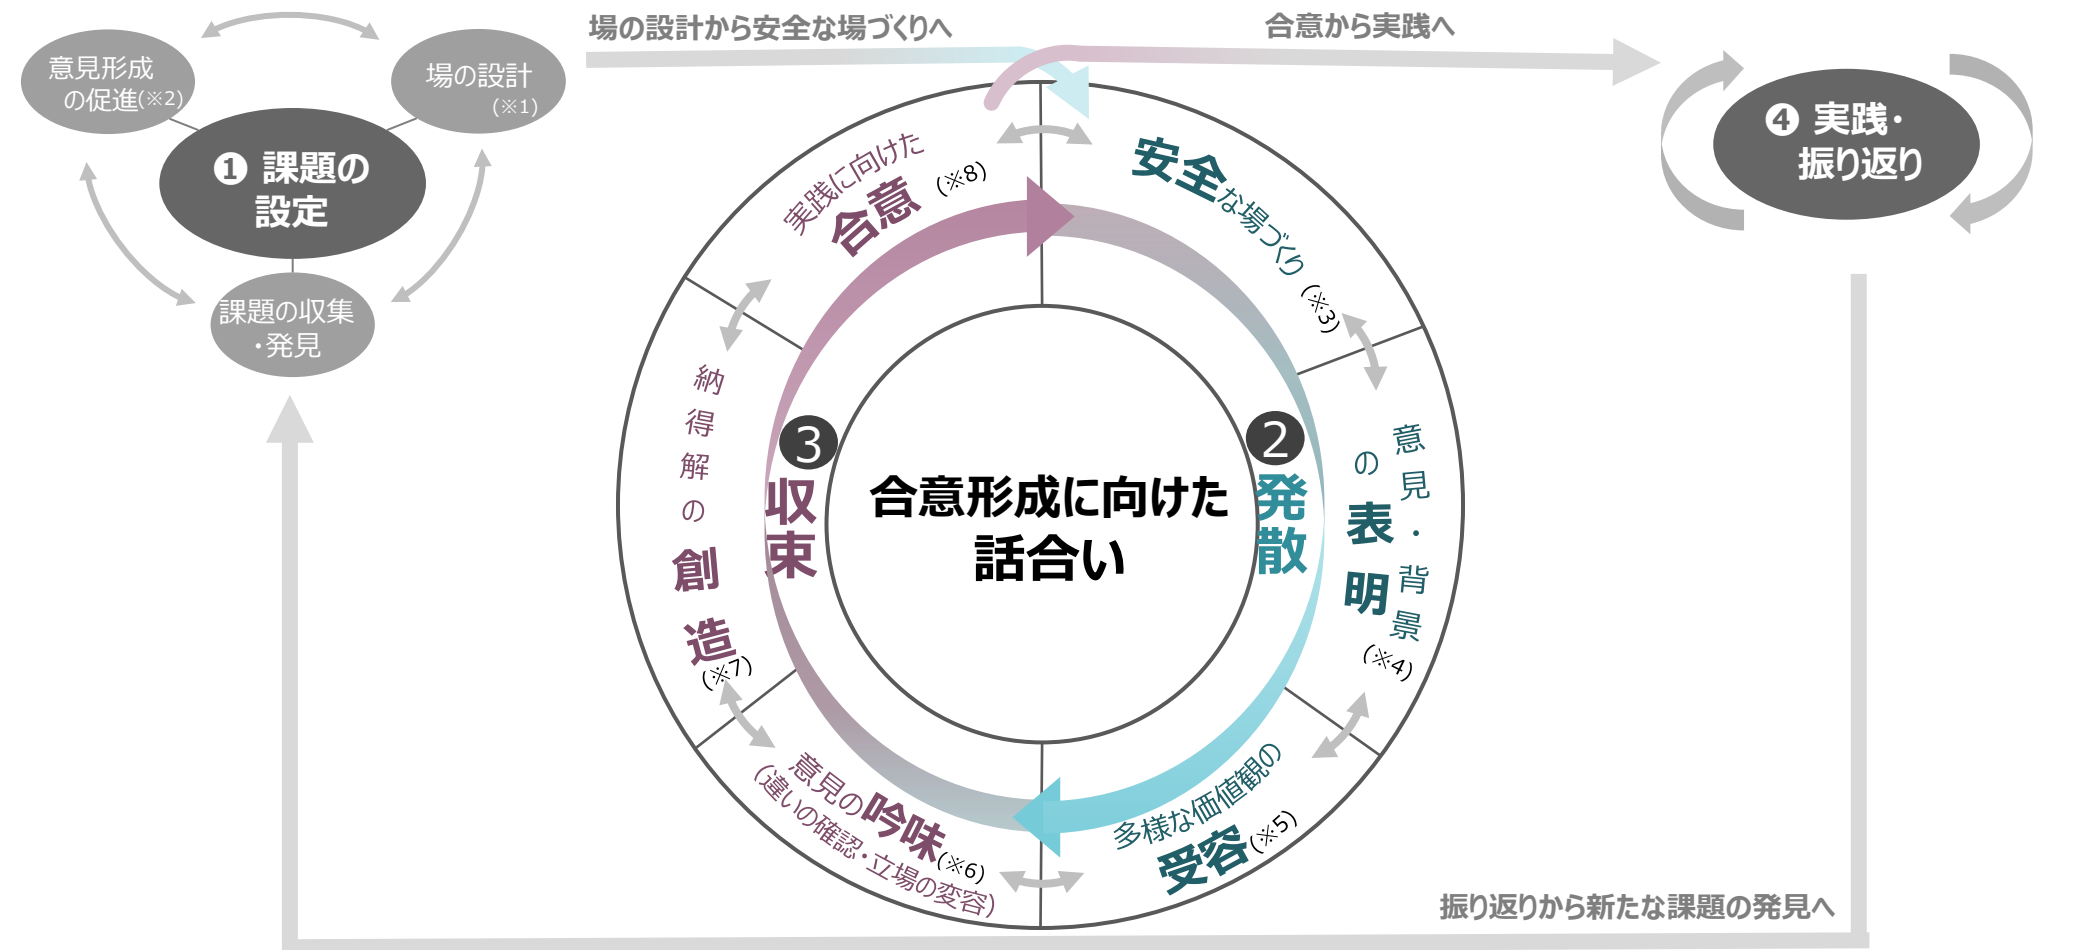 場の設計から安全な場づくりへ
合意から実践へ
意見形成
の促進(※2)
場の設計
(※1)
❶ 課題の
設定
課題の収集
・発見
❹ 実践・
振り返り
実践に向けた
合意 (※8)
安全な場づくり (※3)
意見・背景
の表明
(※4)
多様な価値観の
受容(※5)
意見の吟味(※6)
(違いの確認・立場の変容)
納得解の創造
(※7)
❸
収束
❷
発散
合意形成に向けた
話合い
振り返りから新たな課題の発見へ